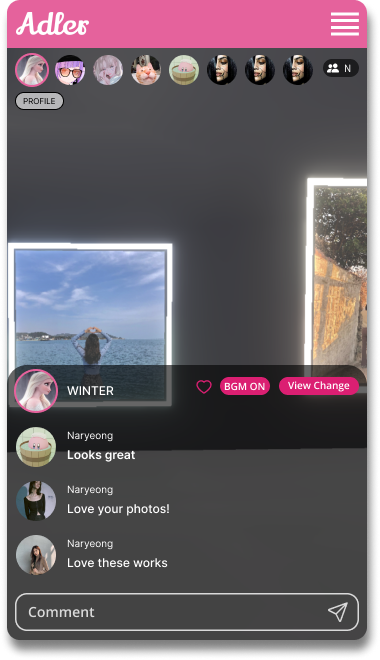 Adler
N
PROFILE
WINTER
BGM ON
View Change
Naryeong
Looks great
Naryeong
Love your photos!
Naryeong
Love these works
Comment